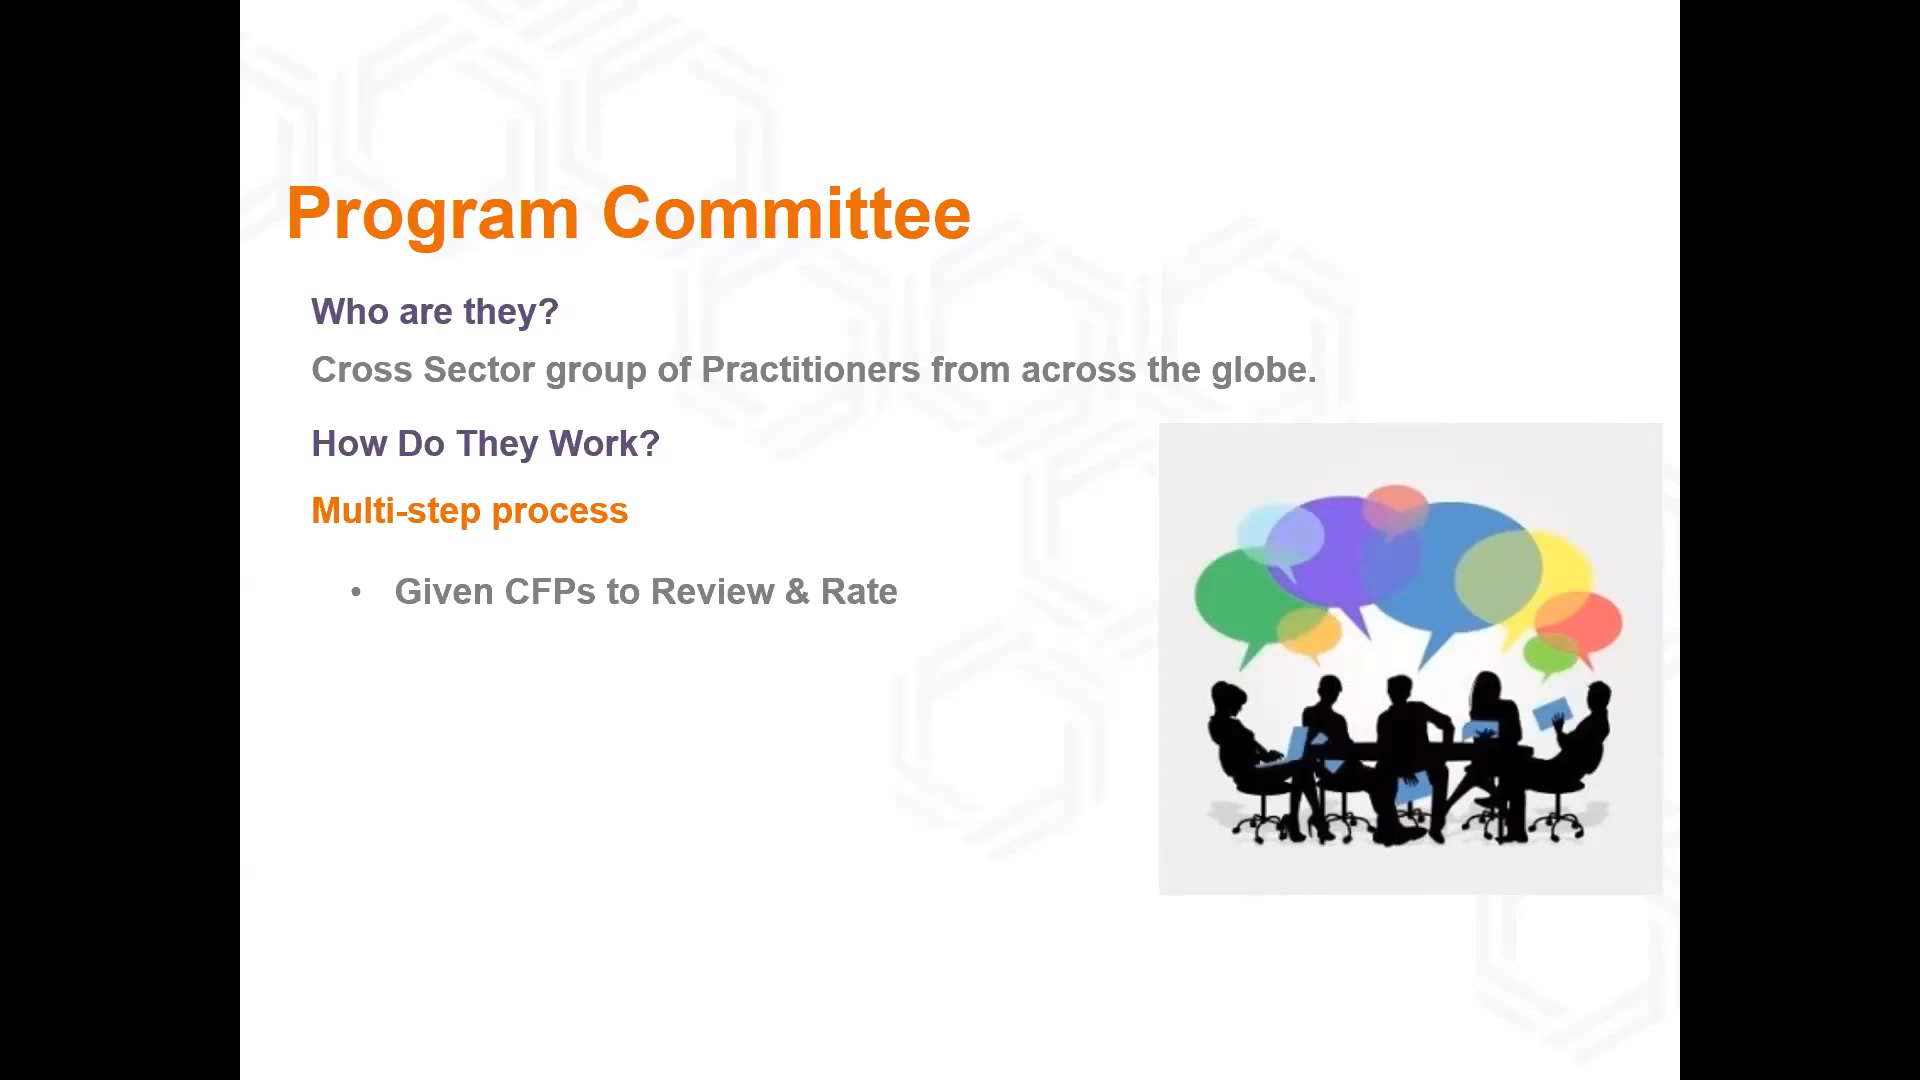 Program Committee
Who are they?
Cross Sector group of Practitioners from across the globe.
How Do They Work?
Multi-step process
• Given CFPs to Review & Rate